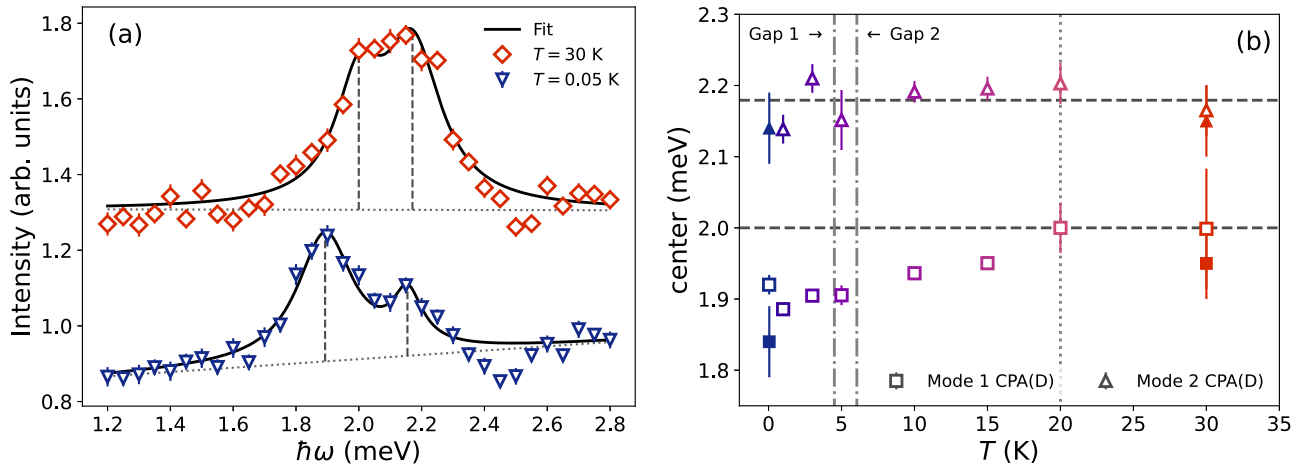 (a)
Fit
T = 30 K
T = 0.05 K
Intensity (arb. units)
1.8
1.6
1.4
1.2
1.0
0.8
1.2 1.4 1.6 1.8 2.0 2.2 2.4 2.6 2.8
ħω (meV)
(b)
Gap 1 →
← Gap 2
center (meV)
2.3
2.2
2.1
2.0
1.9
1.8
Mode 1 CPA(D)
Mode 2 CPA(D)
0 5 10 15 20 25 30 35
T (K)